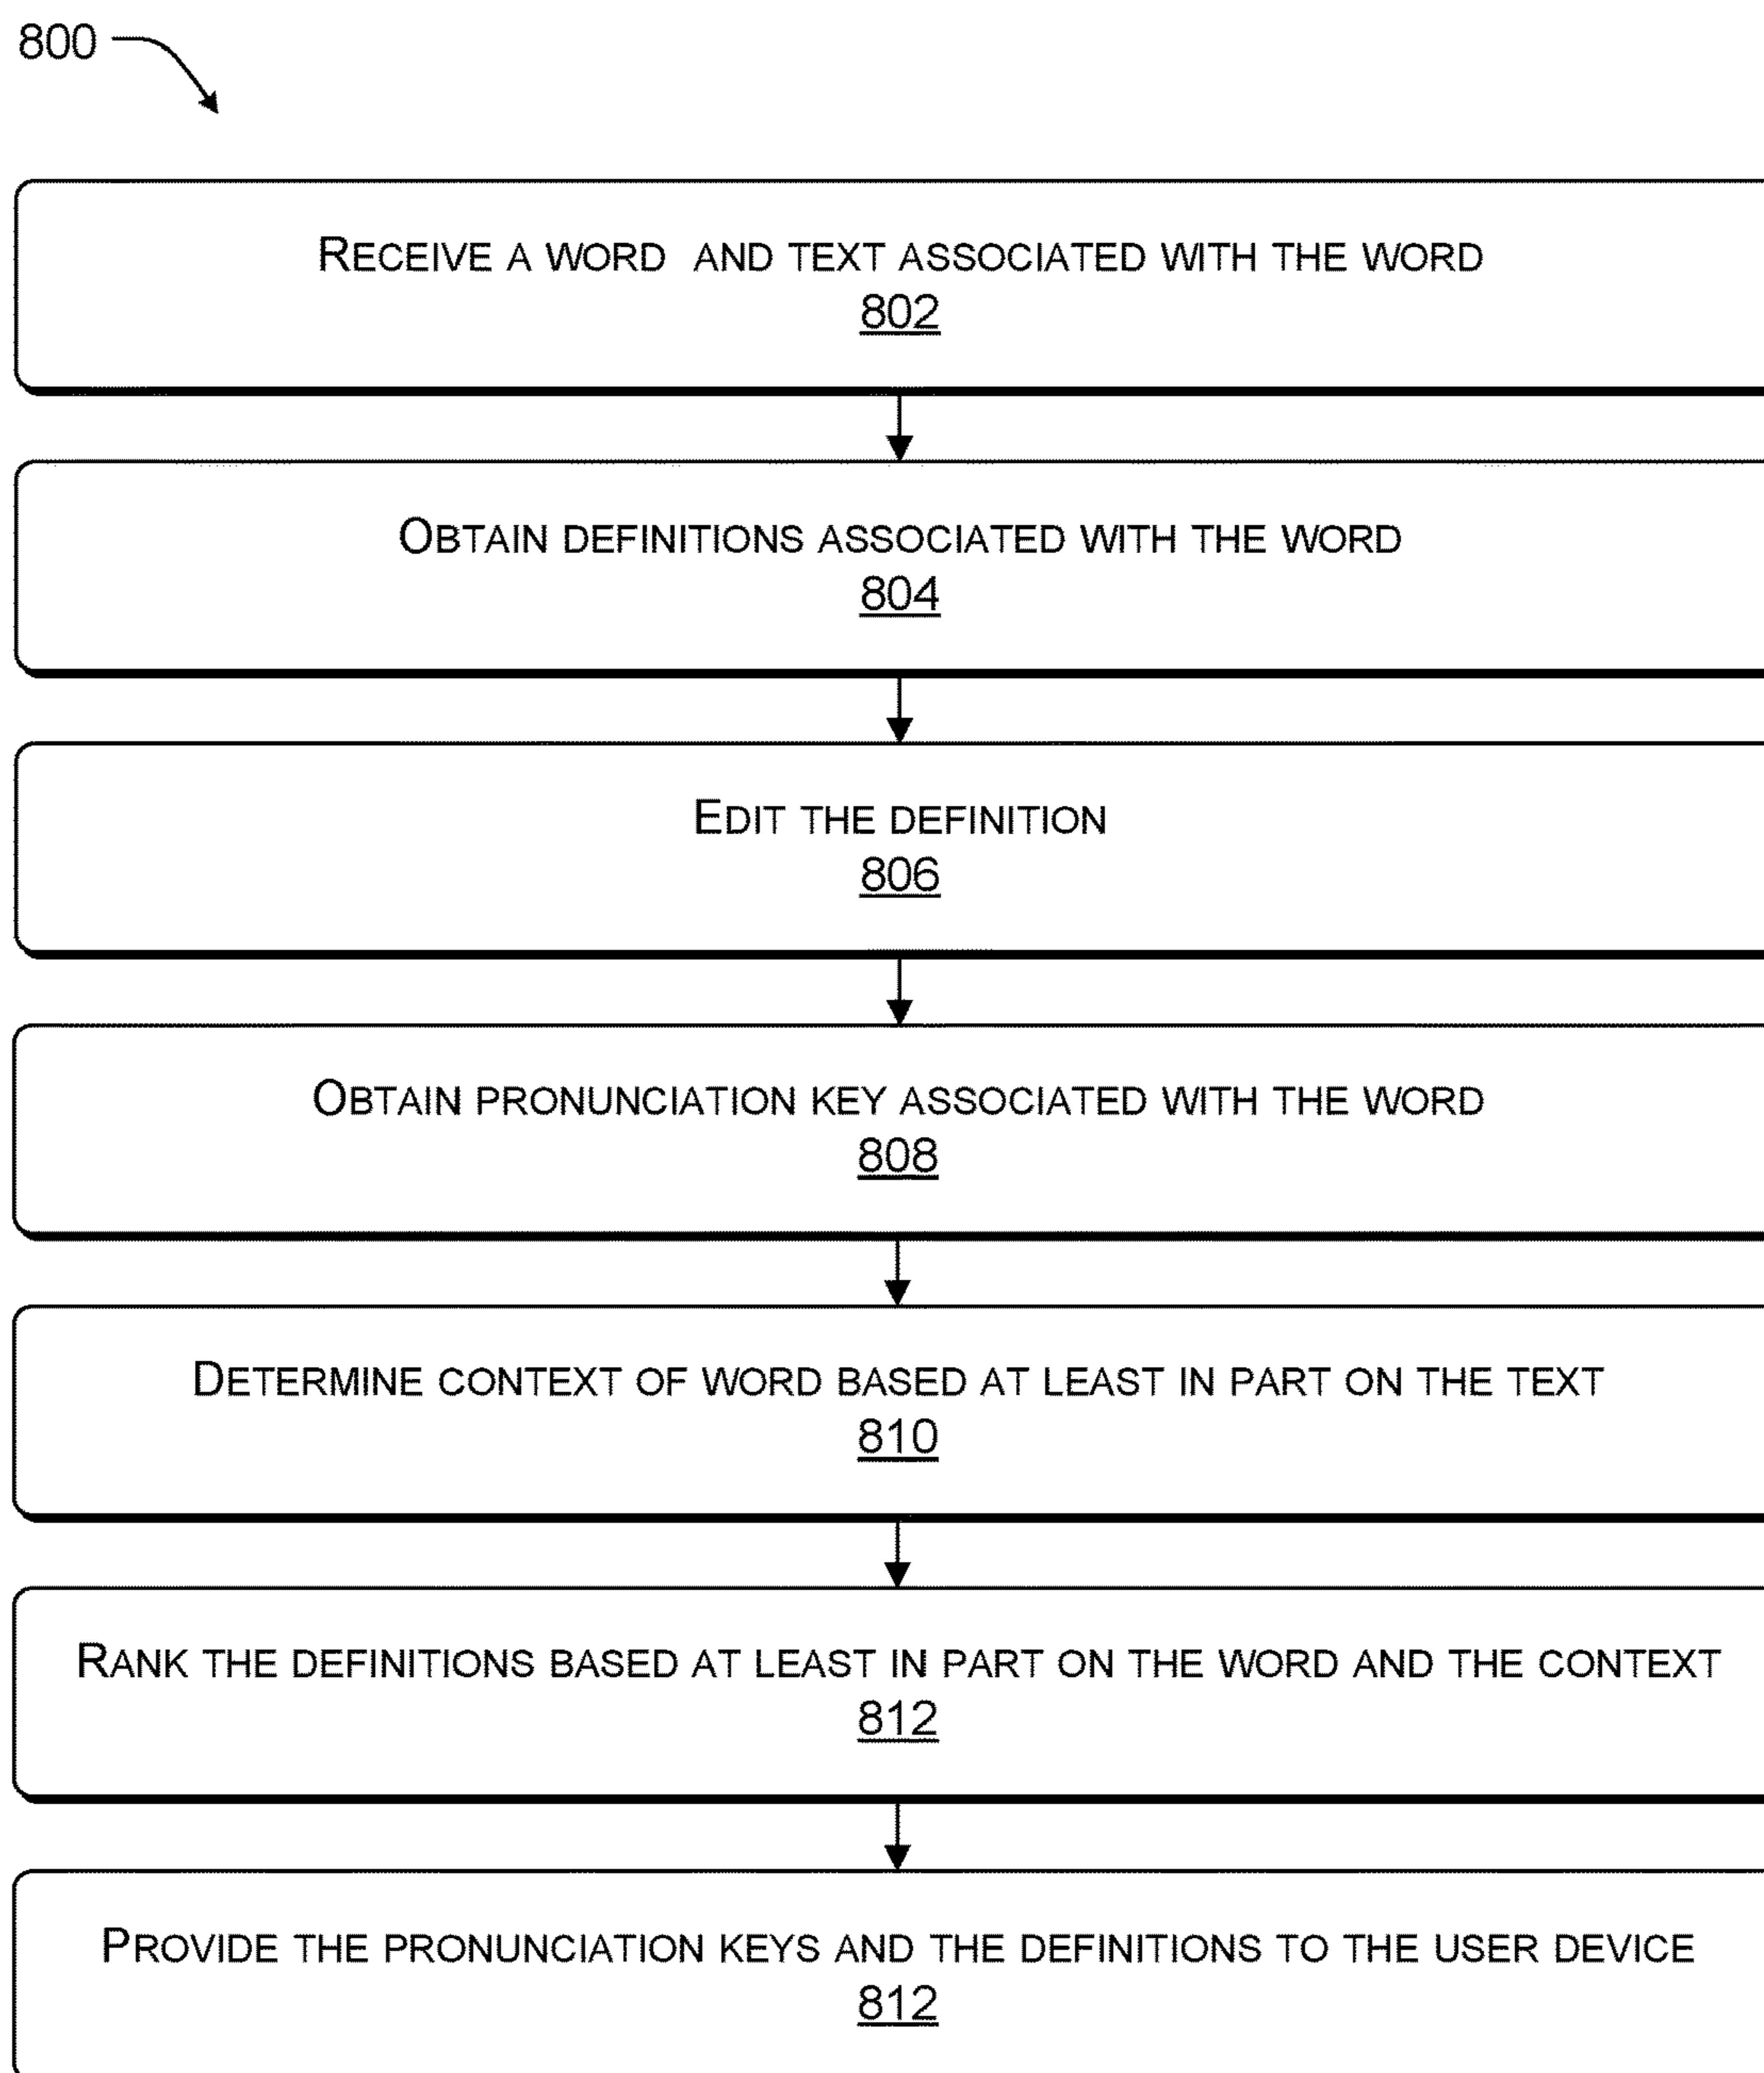 800
RECEIVE A WORD AND TEXT ASSOCIATED WITH THE WORD
802
OBTAIN DEFINITIONS ASSOCIATED WITH THE WORD
804
EDIT THE DEFINITION
806
OBTAIN PRONUNCIATION KEY ASSOCIATED WITH THE WORD
808
DETERMINE CONTEXT OF WORD BASED AT LEAST IN PART ON THE TEXT
810
RANK THE DEFINITIONS BASED AT LEAST IN PART ON THE WORD AND THE CONTEXT
812
PROVIDE THE PRONUNCIATION KEYS AND THE DEFINITIONS TO THE USER DEVICE
812